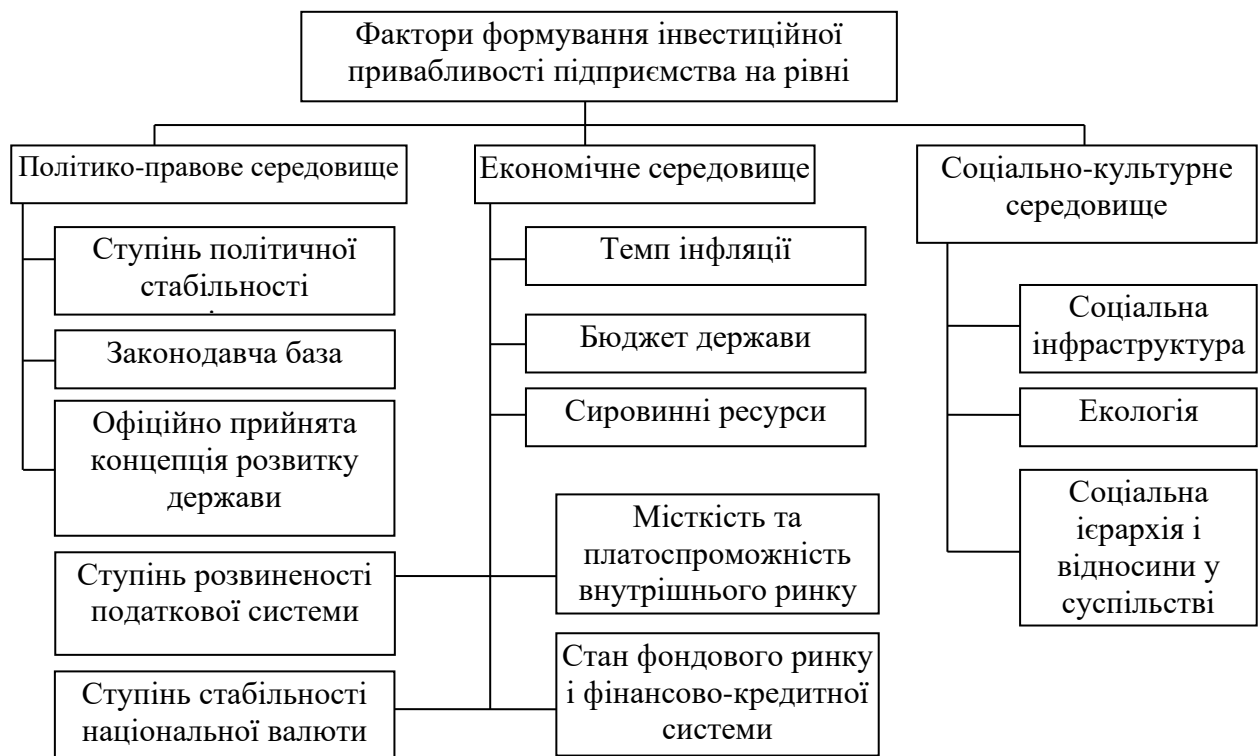 Фактори формування інвестиційної
привабливості підприємства на рівні
Політико-правове середовище
Ступінь політичної
стабільності
Законодавча база
Офіційно прийнята
концепція розвитку
держави
Економічне середовище
Темп інфляції
Бюджет держави
Сировинні ресурси
Ступінь розвиненості
податкової системи
Місткість та
платоспроможність
внутрішнього ринку
Ступінь стабільності
національної валюти
Стан фондового ринку
і фінансово-кредитної
системи
Соціально-культурне
середовище
Соціальна
інфраструктура
Екологія
Соціальна
ієрархія і
відносини у
суспільстві